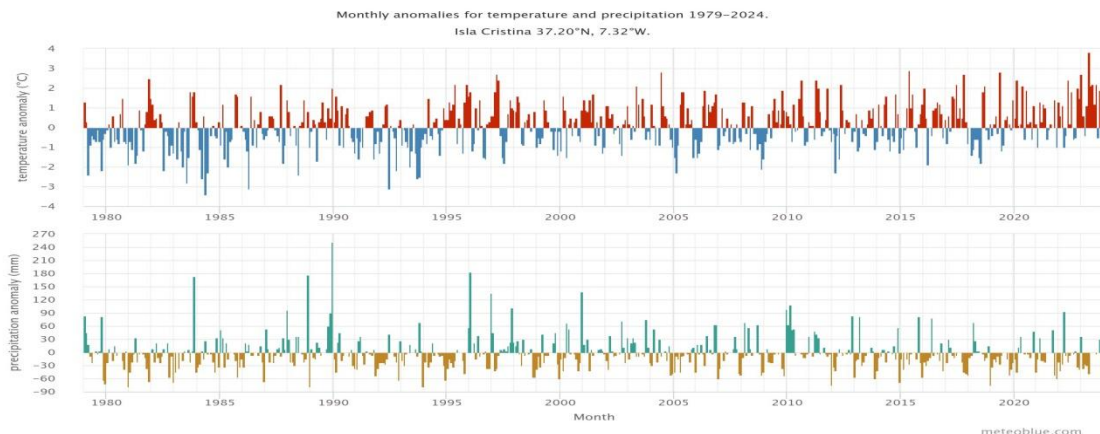 Monthly anomalies for temperature and precipitation 1979–2024.
Isla Cristina 37.20°N, 7.32°W.
temperature anomaly (°C)
4
3
2
1
0
−1
−2
−3
−4
1980 1985 1990 1995 2000 2005 2010 2015 2020
precipitation anomaly (mm)
270
240
210
180
150
120
90
60
30
0
−30
−60
−90
1980 1985 1990 1995 2000 2005 2010 2015 2020
Month
meteoblue.com